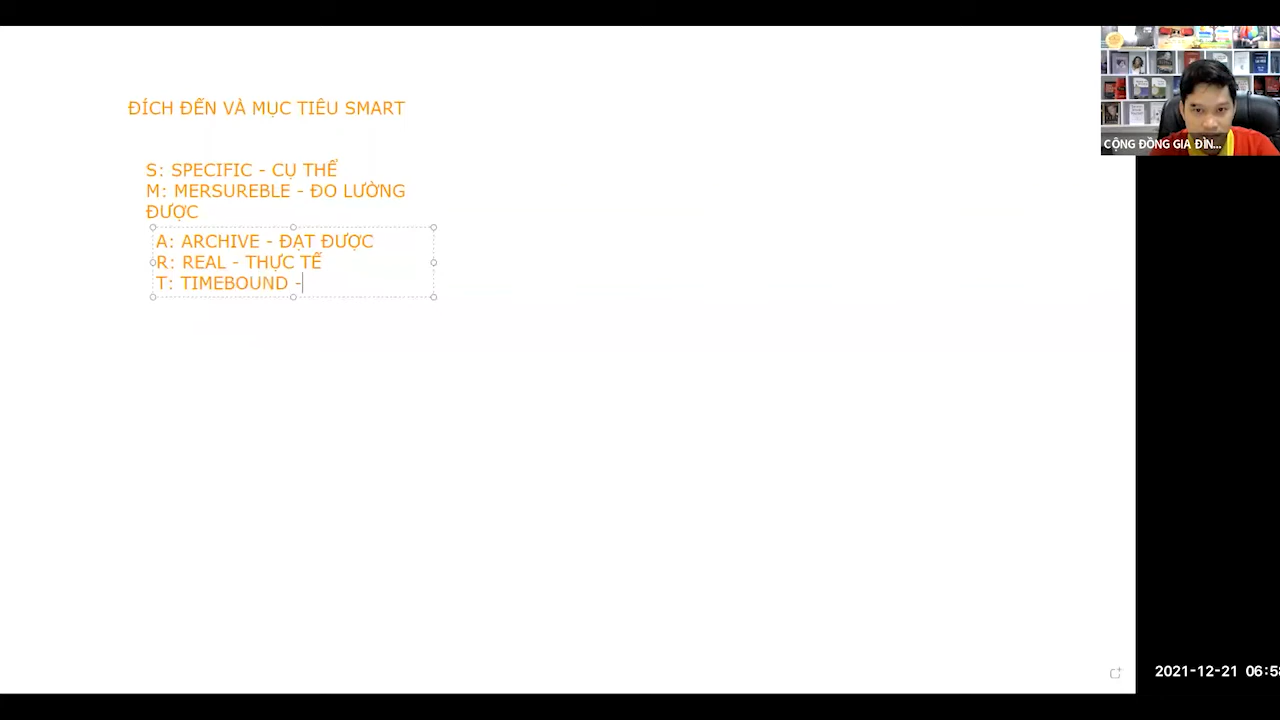 ĐÍCH ĐẾN VÀ MỤC TIÊU SMART
S: SPECIFIC - CỤ THỂ
M: MERSUREBLE - ĐO LƯỜNG
ĐƯỢC
A: ARCHIVE - ĐẠT ĐƯỢC
R: REAL - THỰC TẾ
T: TIMEBOUND -
CỘNG ĐỒNG GIA ĐÌN...
2021-12-21 06:58